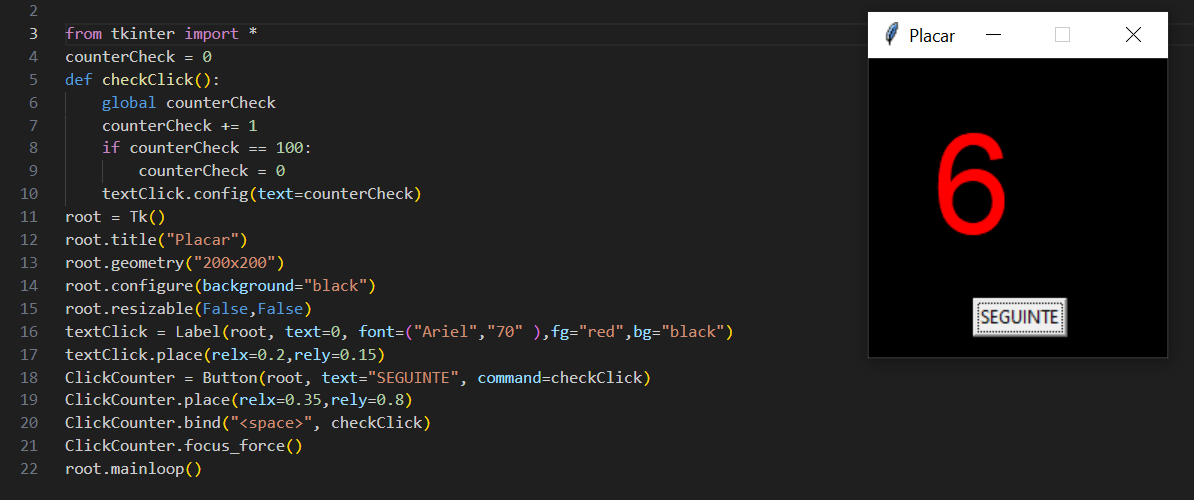 2
3 from tkinter import *
4 counterCheck = 0
5 def checkClick():
6     global counterCheck
7     counterCheck += 1
8     if counterCheck == 100:
9         counterCheck = 0
10     textClick.config(text=counterCheck)
11 root = Tk()
12 root.title("Placar")
13 root.geometry("200x200")
14 root.configure(background="black")
15 root.resizable(False,False)
16 textClick = Label(root, text=0, font=("Ariel","70" ),fg="red",bg="black")
17 textClick.place(relx=0.2,rely=0.15)
18 ClickCounter = Button(root, text="SEGUINTE", command=checkClick)
19 ClickCounter.place(relx=0.35,rely=0.8)
20 ClickCounter.bind("<space>", checkClick)
21 ClickCounter.focus_force()
22 root.mainloop()
Placar
6
SEGUINTE